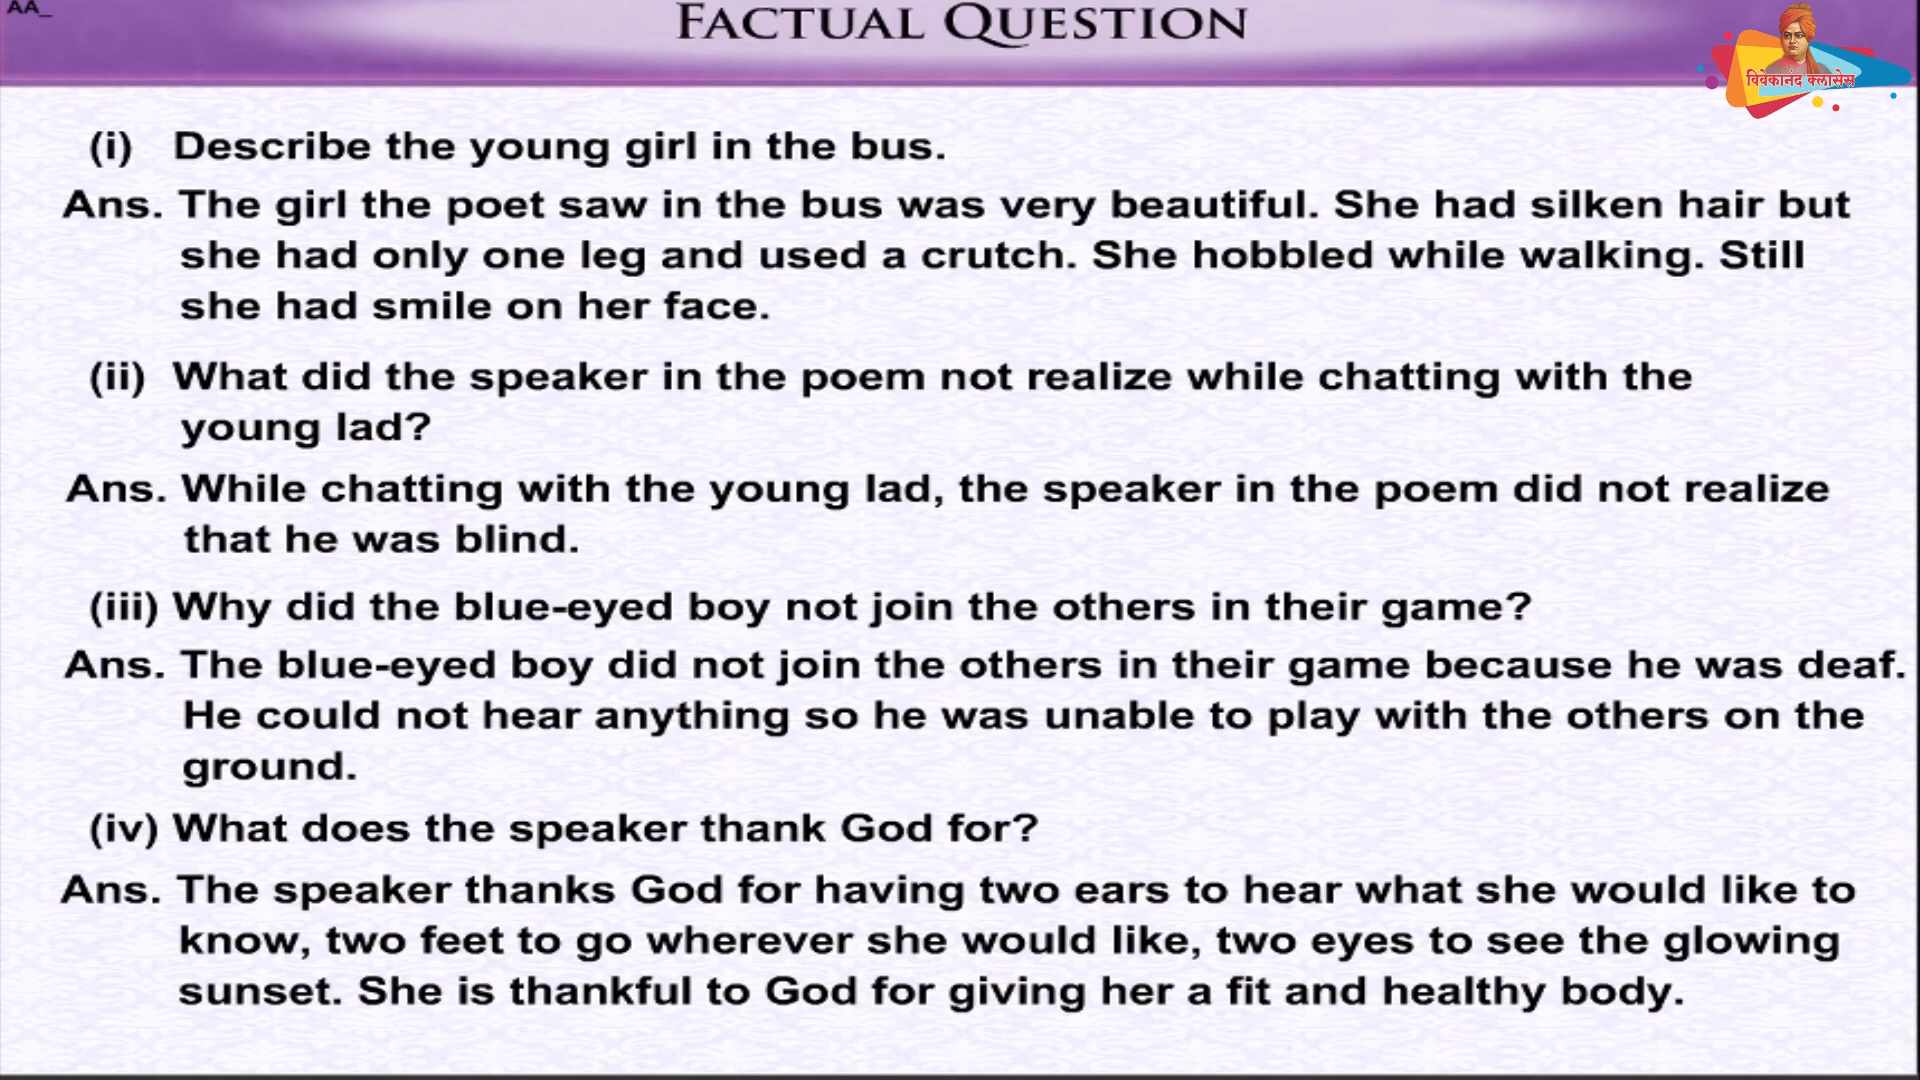 AA_
FACTUAL QUESTION
विवेकानंद क्लासेस
(i) Describe the young girl in the bus.
Ans. The girl the poet saw in the bus was very beautiful. She had silken hair but
she had only one leg and used a crutch. She hobbled while walking. Still
she had smile on her face.
(ii) What did the speaker in the poem not realize while chatting with the
young lad?
Ans. While chatting with the young lad, the speaker in the poem did not realize
that he was blind.
(iii) Why did the blue-eyed boy not join the others in their game?
Ans. The blue-eyed boy did not join the others in their game because he was deaf.
He could not hear anything so he was unable to play with the others on the
ground.
(iv) What does the speaker thank God for?
Ans. The speaker thanks God for having two ears to hear what she would like to
know, two feet to go wherever she would like, two eyes to see the glowing
sunset. She is thankful to God for giving her a fit and healthy body.